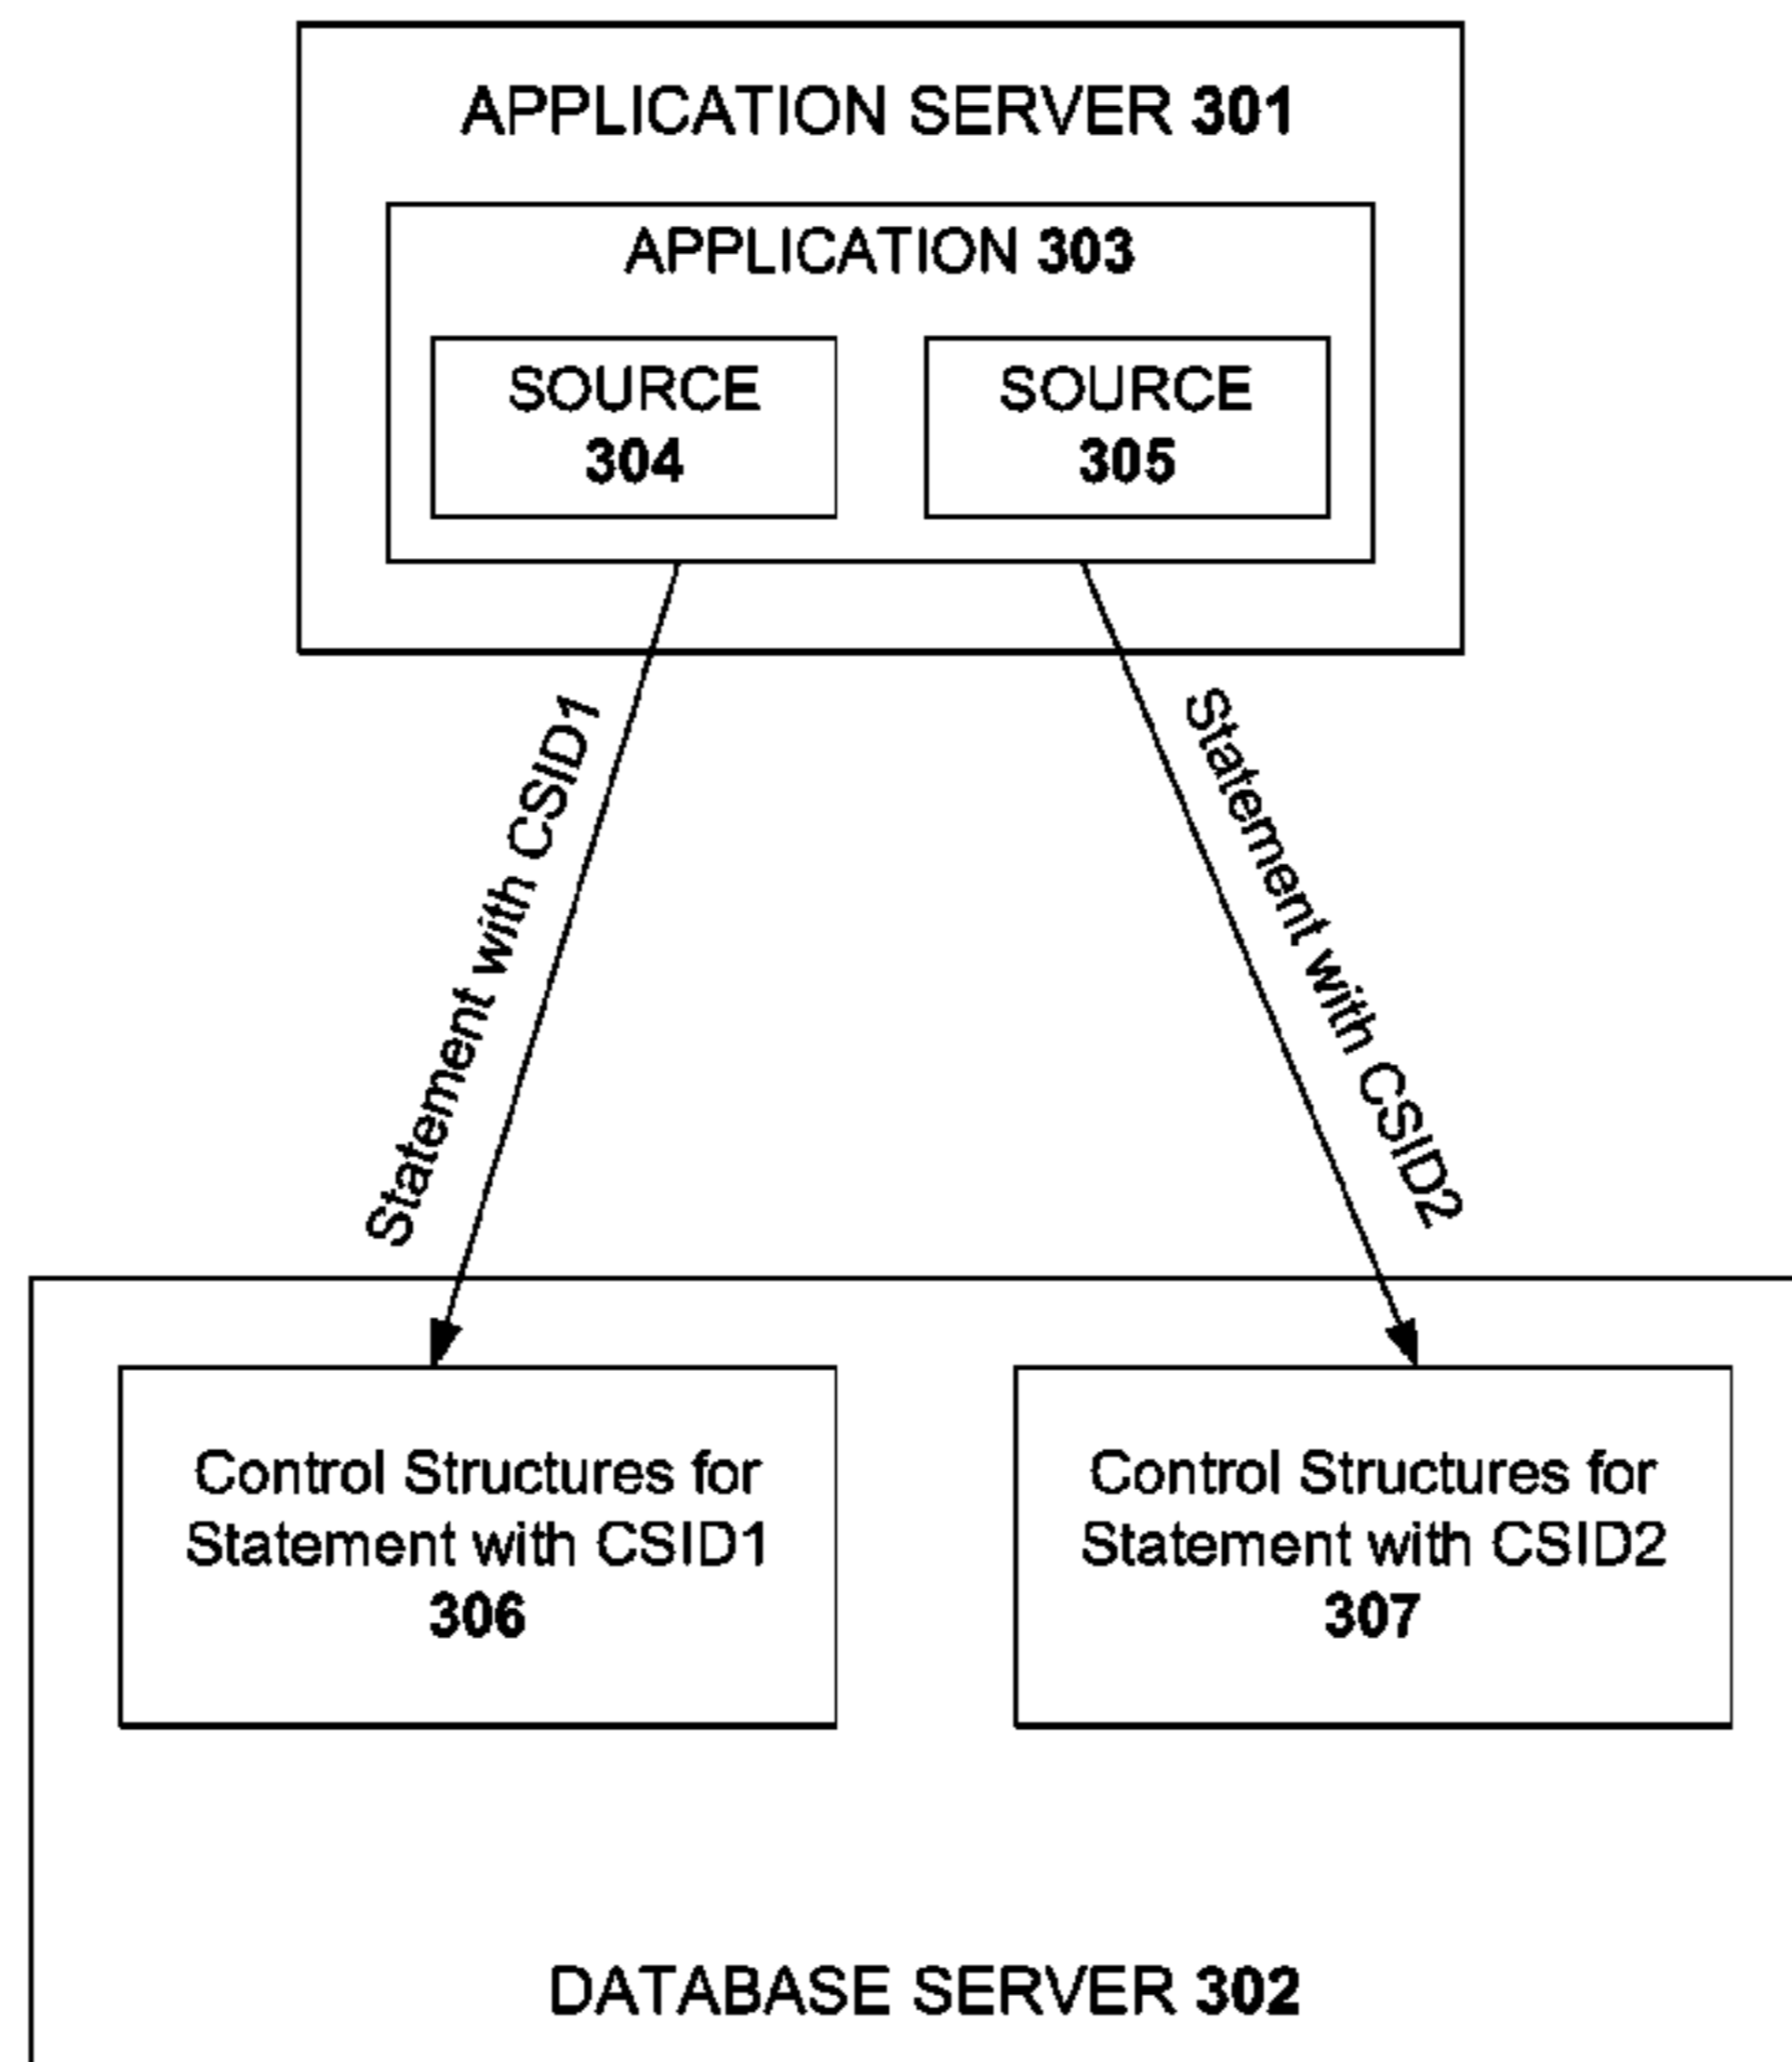 APPLICATION SERVER 301
APPLICATION 303
SOURCE
304
SOURCE
305
Statement with CSID1
Statement with CSID2
Control Structures for
Statement with CSID1
306
Control Structures for
Statement with CSID2
307
DATABASE SERVER 302